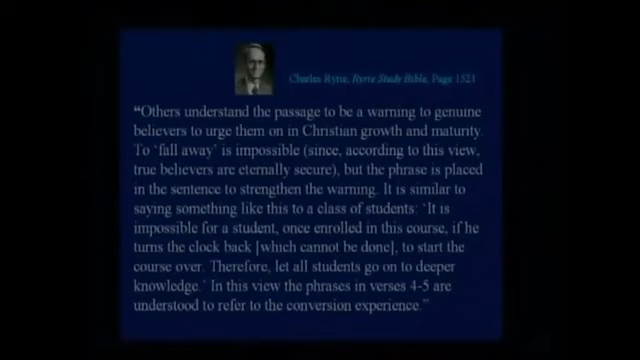 Charles Ryrie, Ryrie Study Bible, Page 1521
“Others understand the passage to be a warning to genuine
believers to urge them on in Christian growth and maturity.
To ‘fall away’ is impossible (since, according to this view,
true believers are eternally secure), but the phrase is placed
in the sentence to strengthen the warning. It is similar to
saying something like this to a class of students: ‘It is
impossible for a student, once enrolled in this course, if he
turns the clock back [which cannot be done], to start the
course over. Therefore, let all students go on to deeper
knowledge.’ In this view the phrases in verses 4-5 are
understood to refer to the conversion experience.”